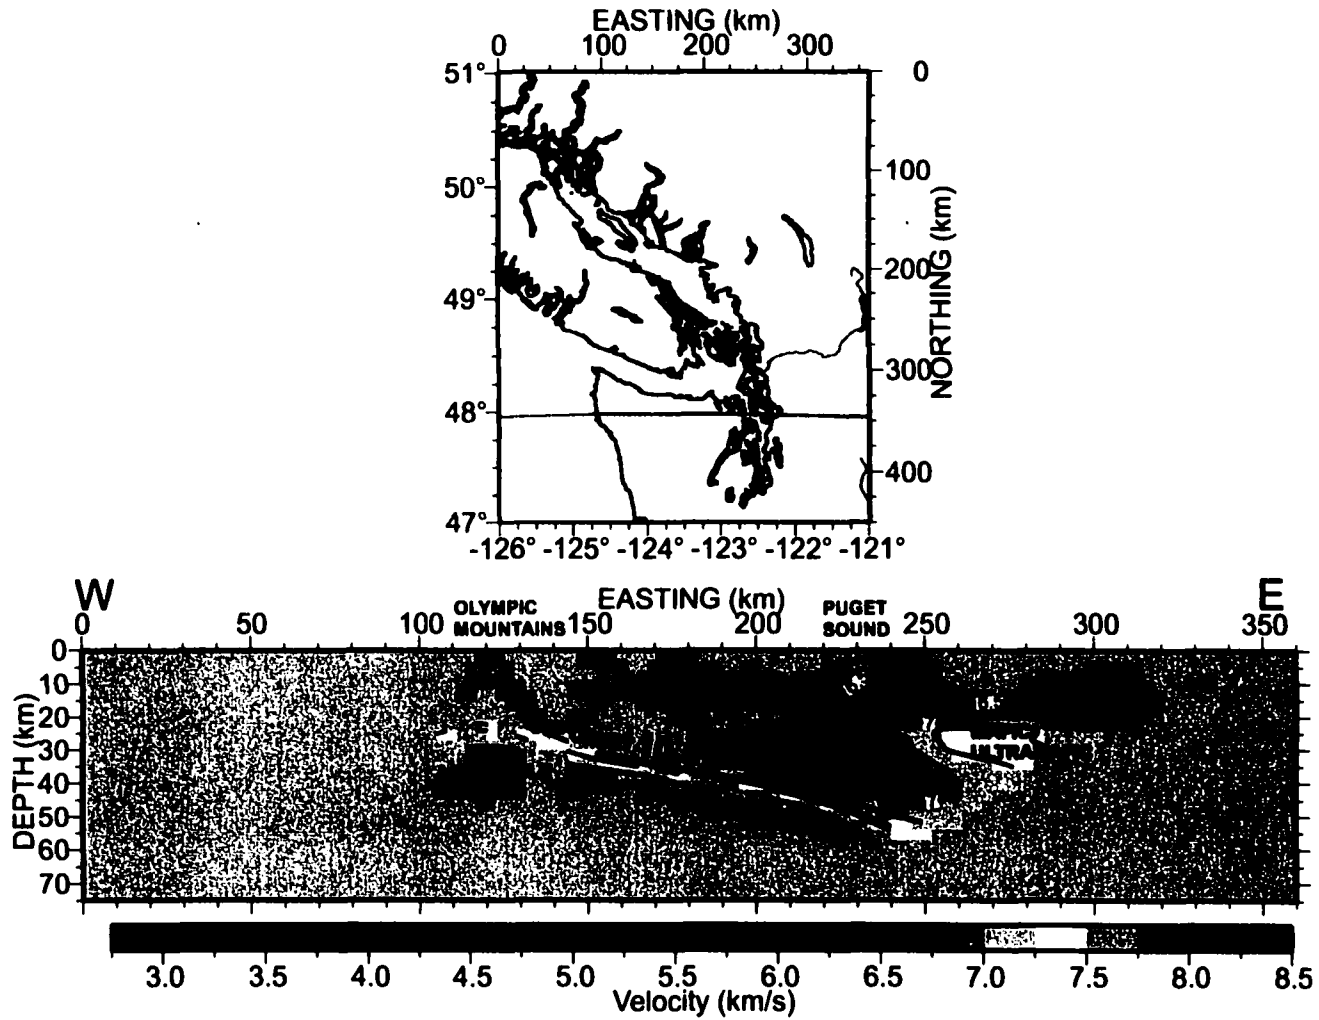 EASTING (km)
0 100 200 300
51° 0
100
50°
200
49°
NORTHING (km)
300
48°
400
47°
-126° -125° -124° -123° -122° -121°
W E
OLYMPIC EASTING (km) PUGET
0 50 100 MOUNTAINS 150 200 SOUND 250 300 350
DEPTH (km)
0
10
20
30
40
50
60
70
3.0 3.5 4.0 4.5 5.0 5.5 6.0 6.5 7.0 7.5 8.0 8.5
Velocity (km/s)